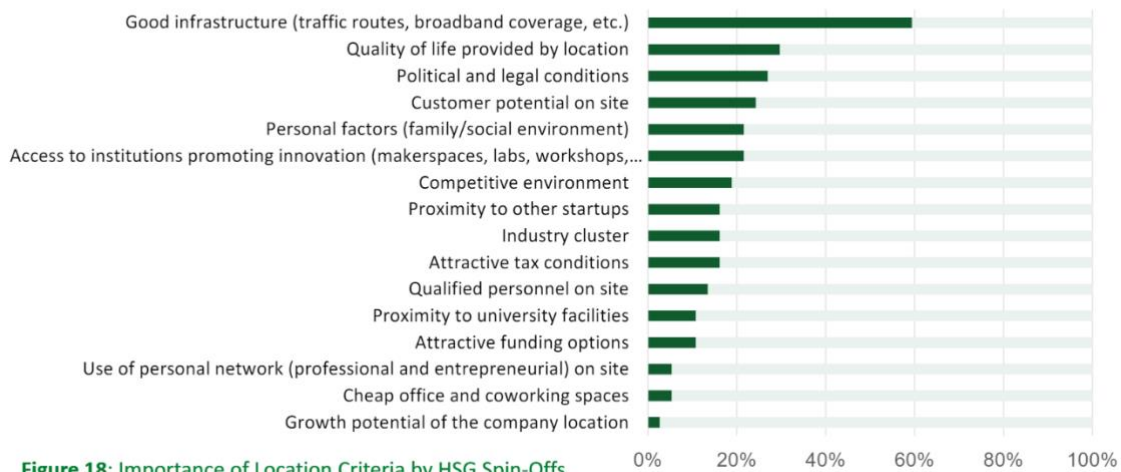 Good infrastructure (traffic routes, broadband coverage, etc.)
Quality of life provided by location
Political and legal conditions
Customer potential on site
Personal factors (family/social environment)
Access to institutions promoting innovation (makerspaces, labs, workshops,...
Competitive environment
Proximity to other startups
Industry cluster
Attractive tax conditions
Qualified personnel on site
Proximity to university facilities
Attractive funding options
Use of personal network (professional and entrepreneurial) on site
Cheap office and coworking spaces
Growth potential of the company location
0% 20% 40% 60% 80% 100%
Figure 18: Importance of Location Criteria by HSG Spin-Offs